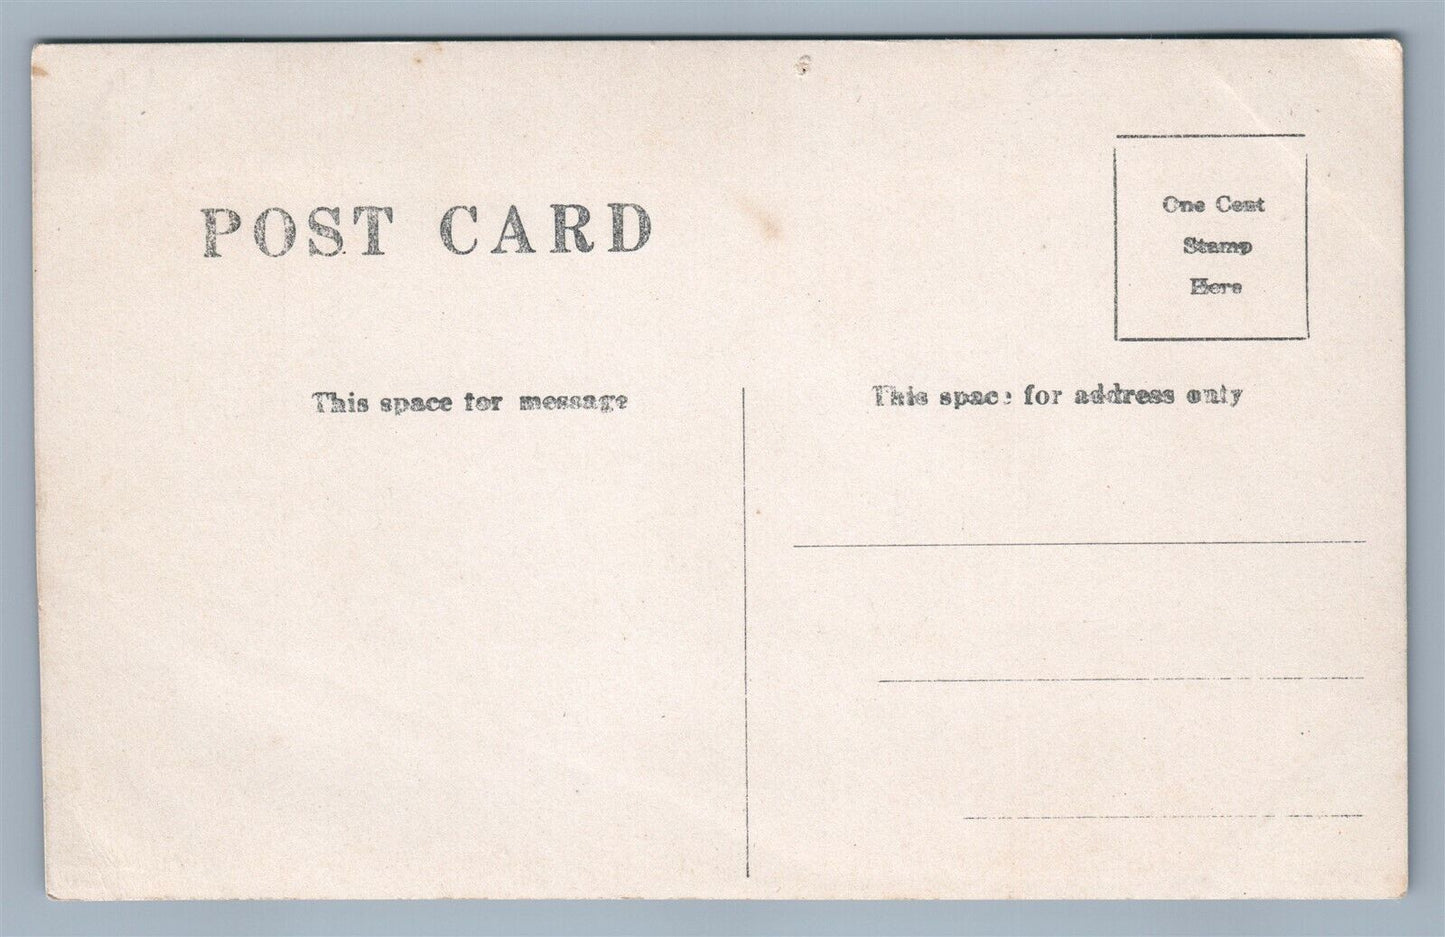 POST CARD
One Cent
Stamp
Here
This space for message
This space for address only